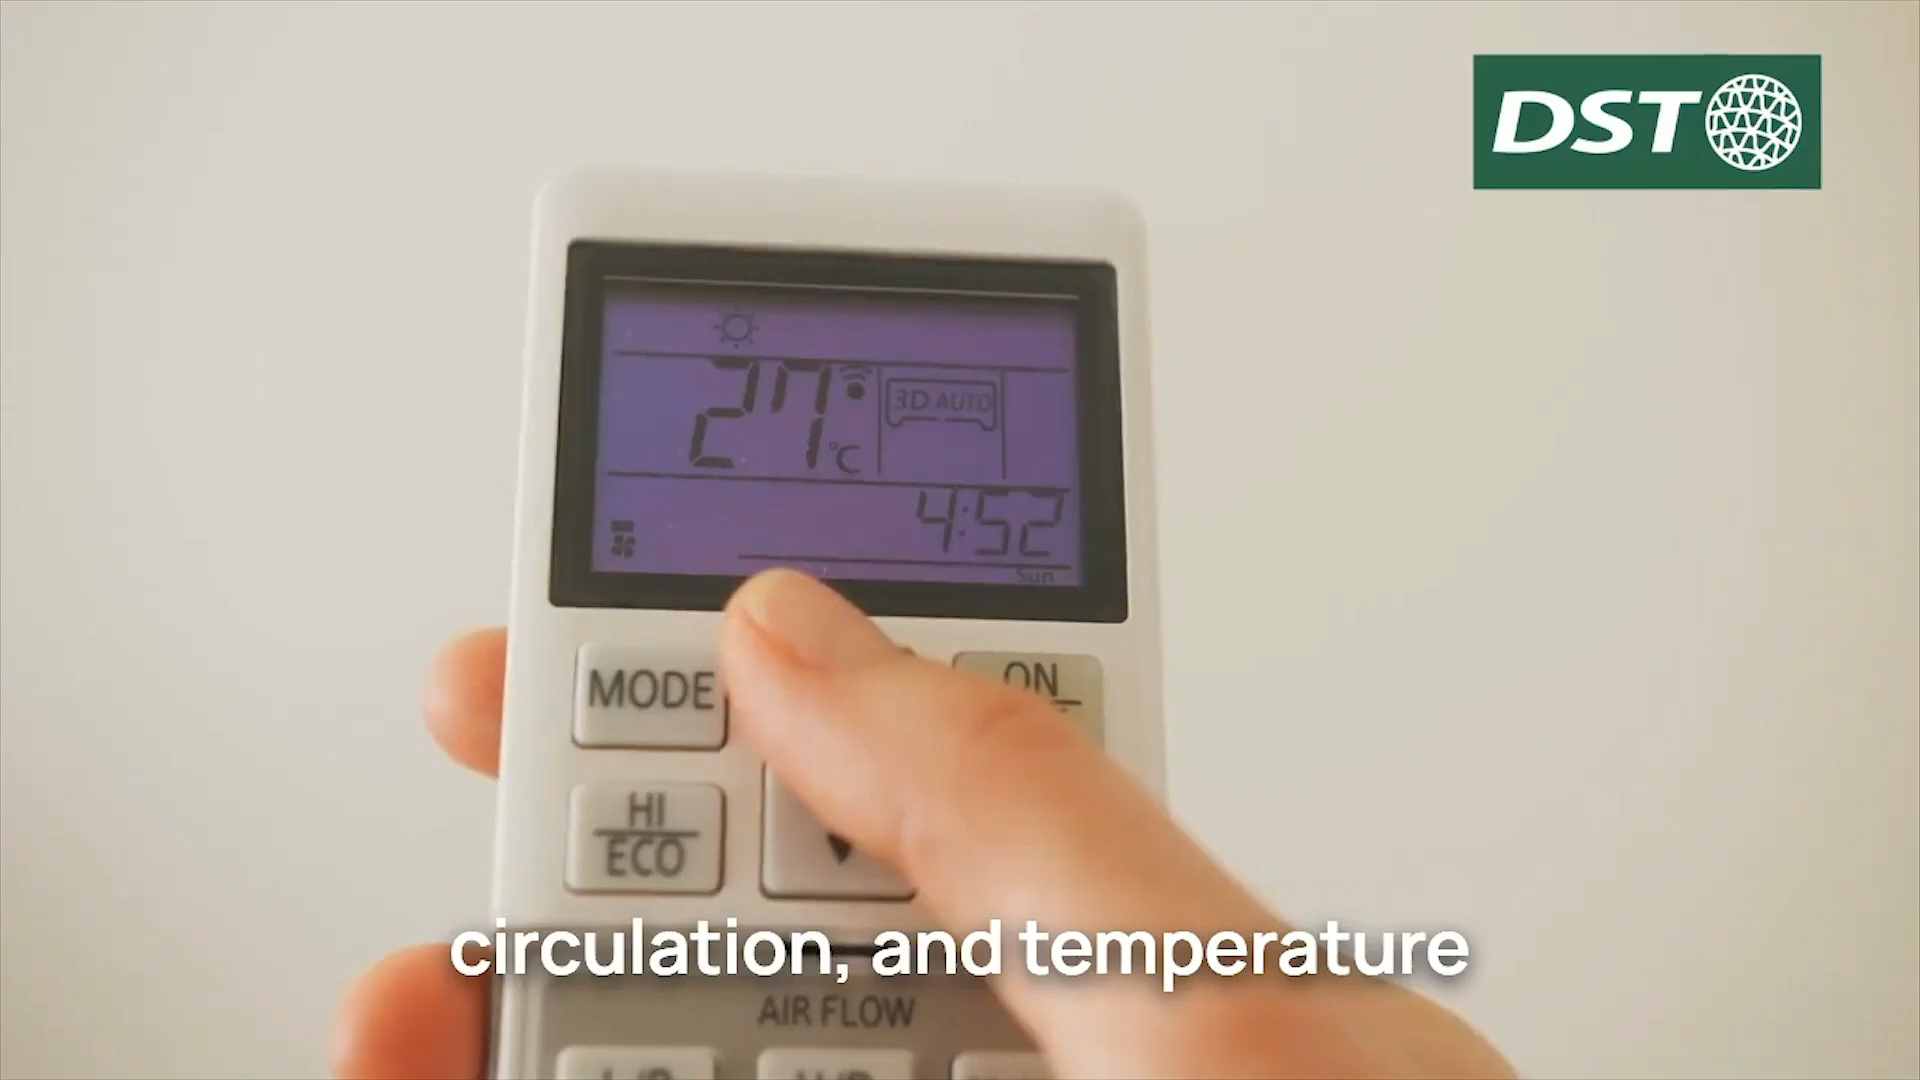 DST
27 °C
3D AUTO
4:52
Sun
MODE
ON
HI
ECO
circulation, and temperature
AIR FLOW